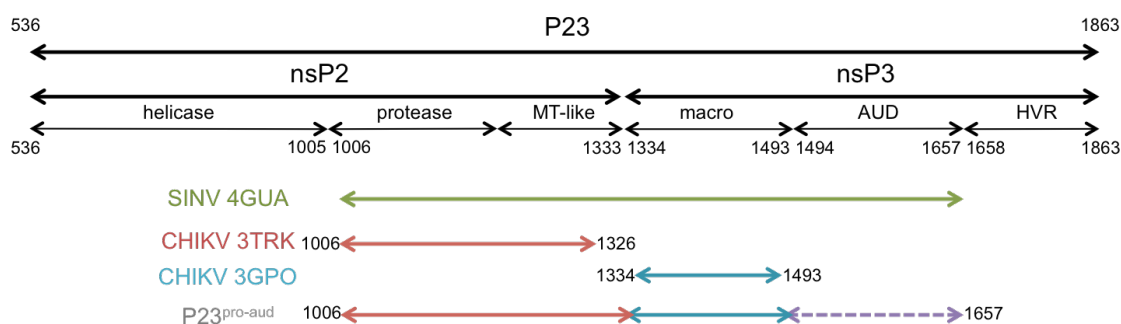 536 P23 1863
nsP2 nsP3
helicase protease MT-like macro AUD HVR
536 1005 1006 1333 1334 1493 1494 1657 1658 1863
SINV 4GUA
CHIKV 3TRK 1006 1326
CHIKV 3GPO 1334 1493
P23pro-aud 1006 1657